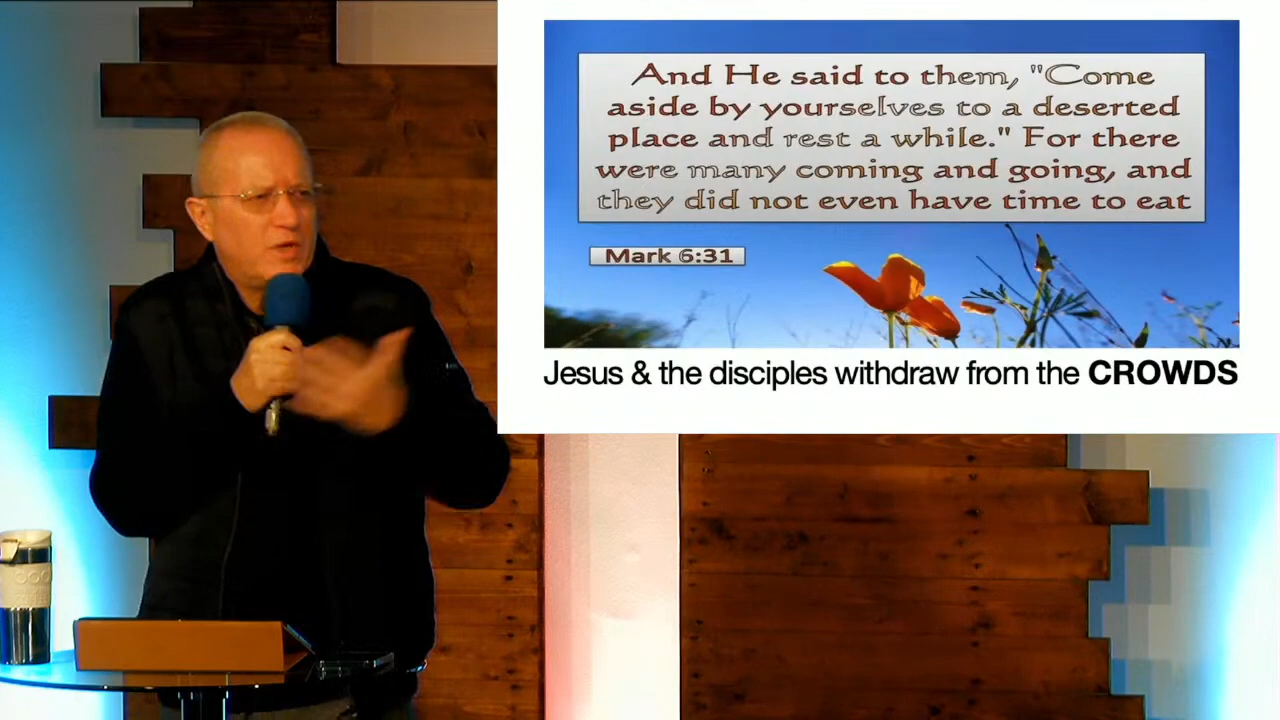 And He said to them, "Come
aside by yourselves to a deserted
place and rest a while." For there
were many coming and going, and
they did not even have time to eat
Mark 6:31
Jesus & the disciples withdraw from the CROWDS